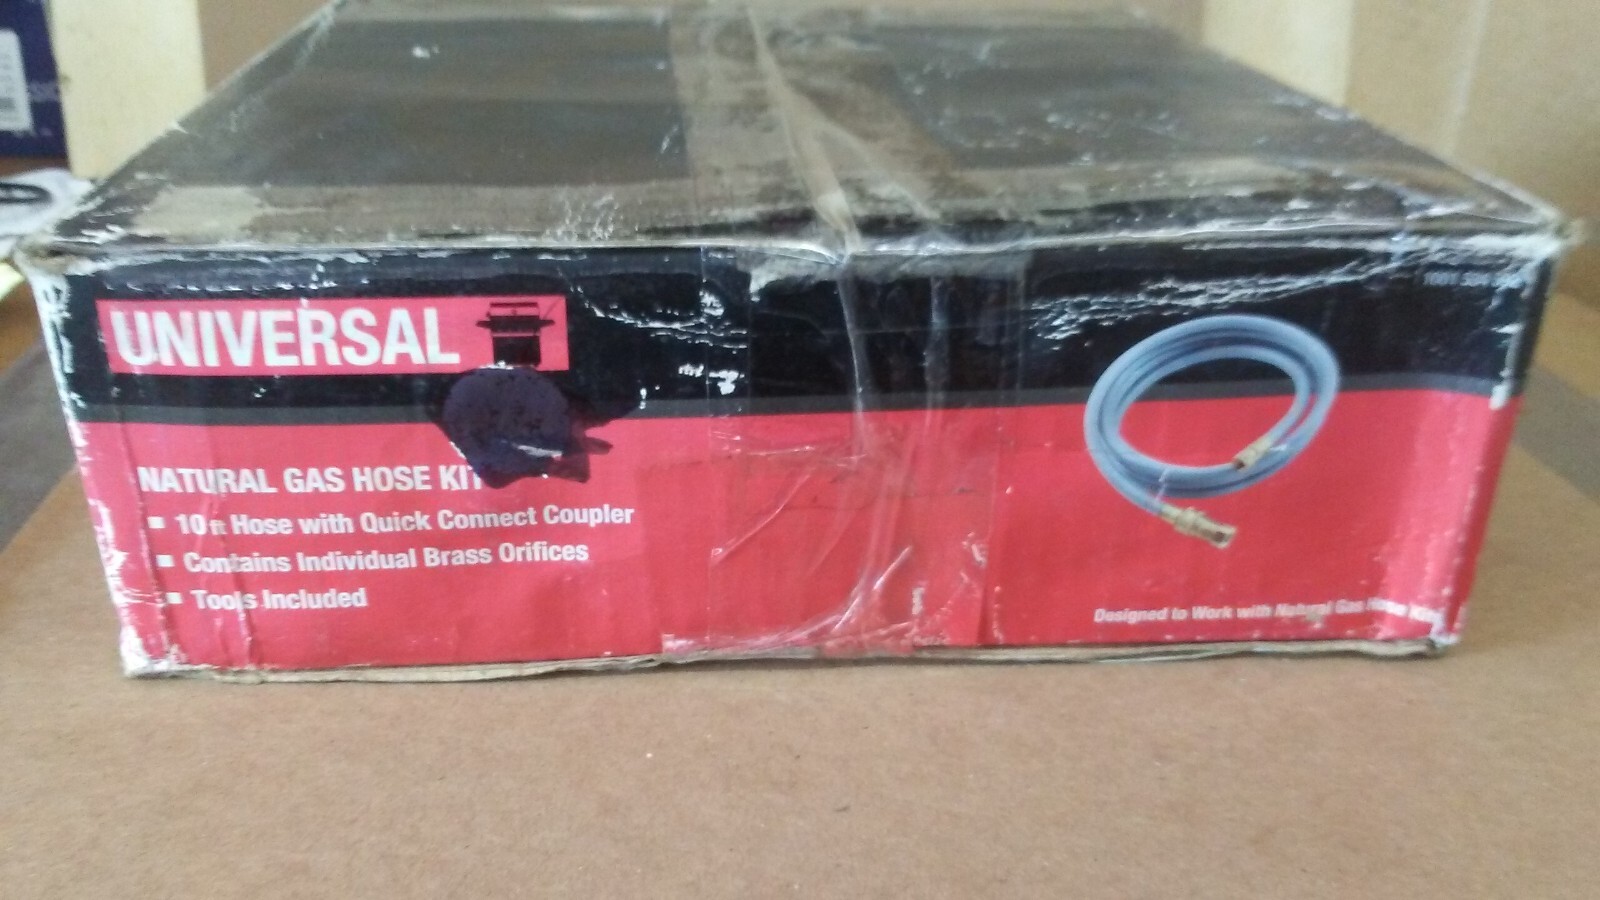 UNIVERSAL
NATURAL GAS HOSE KIT
10 ft Hose with Quick Connect Coupler
Contains Individual Brass Orifices
Tools Included
Designed to Work with Natural Gas Hose